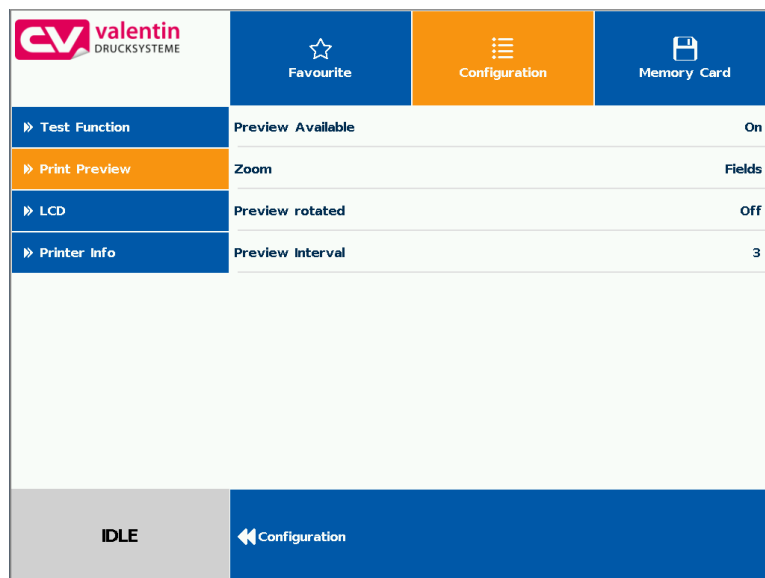 CV valentin
DRUCKSYSTEME
Favourite
Configuration
Memory Card
Test Function
Preview Available On
Print Preview
Zoom Fields
LCD
Preview rotated Off
Printer Info
Preview Interval 3
IDLE
Configuration